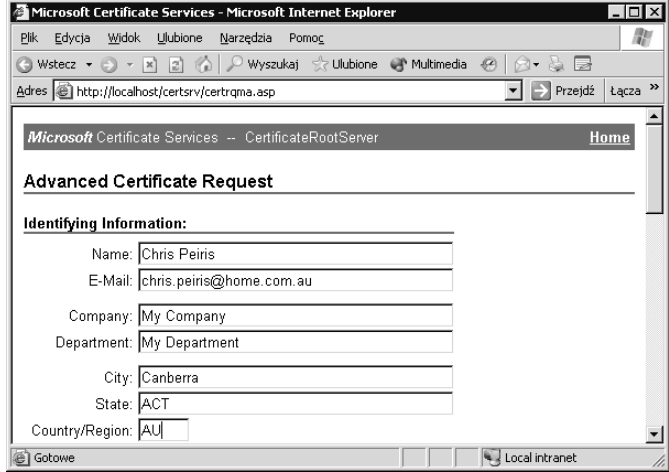 Microsoft Certificate Services - Microsoft Internet Explorer
Plik Edycja Widok Ulubione Narzędzia Pomoc
Wstecz Wyszukaj Ulubione Multimedia
Adres http://localhost/certsrv/certrqma.asp Przejdź Łącza »
Microsoft Certificate Services -- CertificateRootServer Home
Advanced Certificate Request
Identifying Information:
Name: Chris Peiris
E-Mail: chris.peiris@home.com.au
Company: My Company
Department: My Department
City: Canberra
State: ACT
Country/Region: AU
Gotowe Local intranet